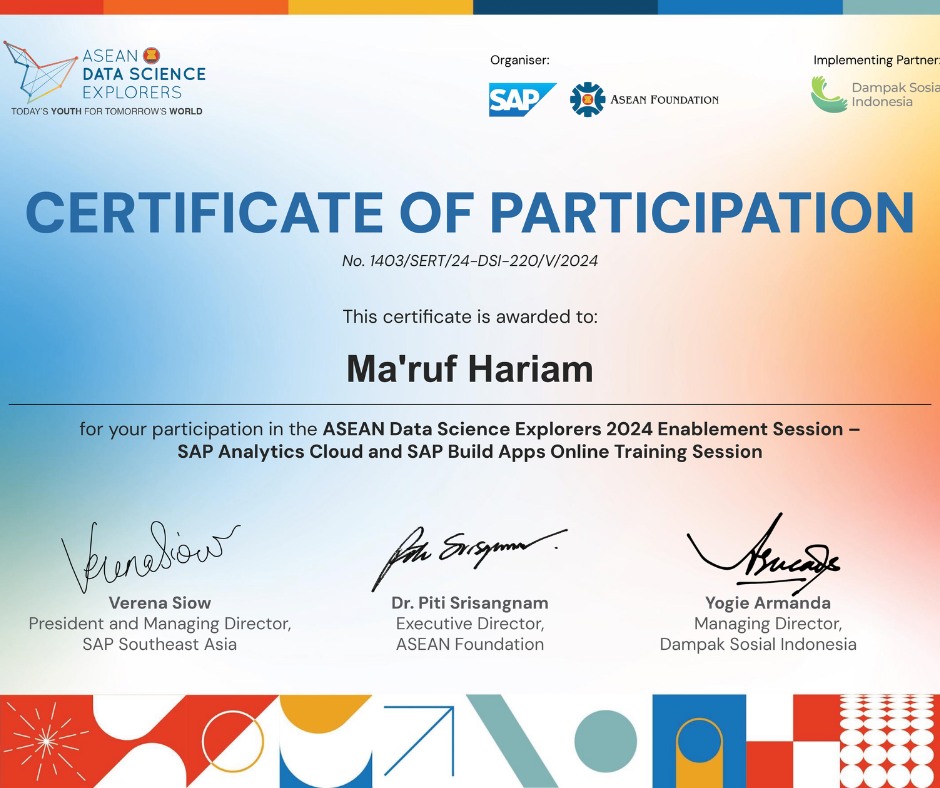 ASEAN
DATA SCIENCE
EXPLORERS
TODAY'S YOUTH FOR TOMORROW'S WORLD
Organiser:
SAP
ASEAN FOUNDATION
Implementing Partner:
Dampak Sosia
Indonesia
CERTIFICATE OF PARTICIPATION
No. 1403/SERT/24-DSI-220/V/2024
This certificate is awarded to:
Ma'ruf Hariam
for your participation in the ASEAN Data Science Explorers 2024 Enablement Session –
SAP Analytics Cloud and SAP Build Apps Online Training Session
Verena Siow
Verena Siow
President and Managing Director,
SAP Southeast Asia
Dr. Piti Srisangnam
Executive Director,
ASEAN Foundation
Yogie Armanda
Managing Director,
Dampak Sosial Indonesia